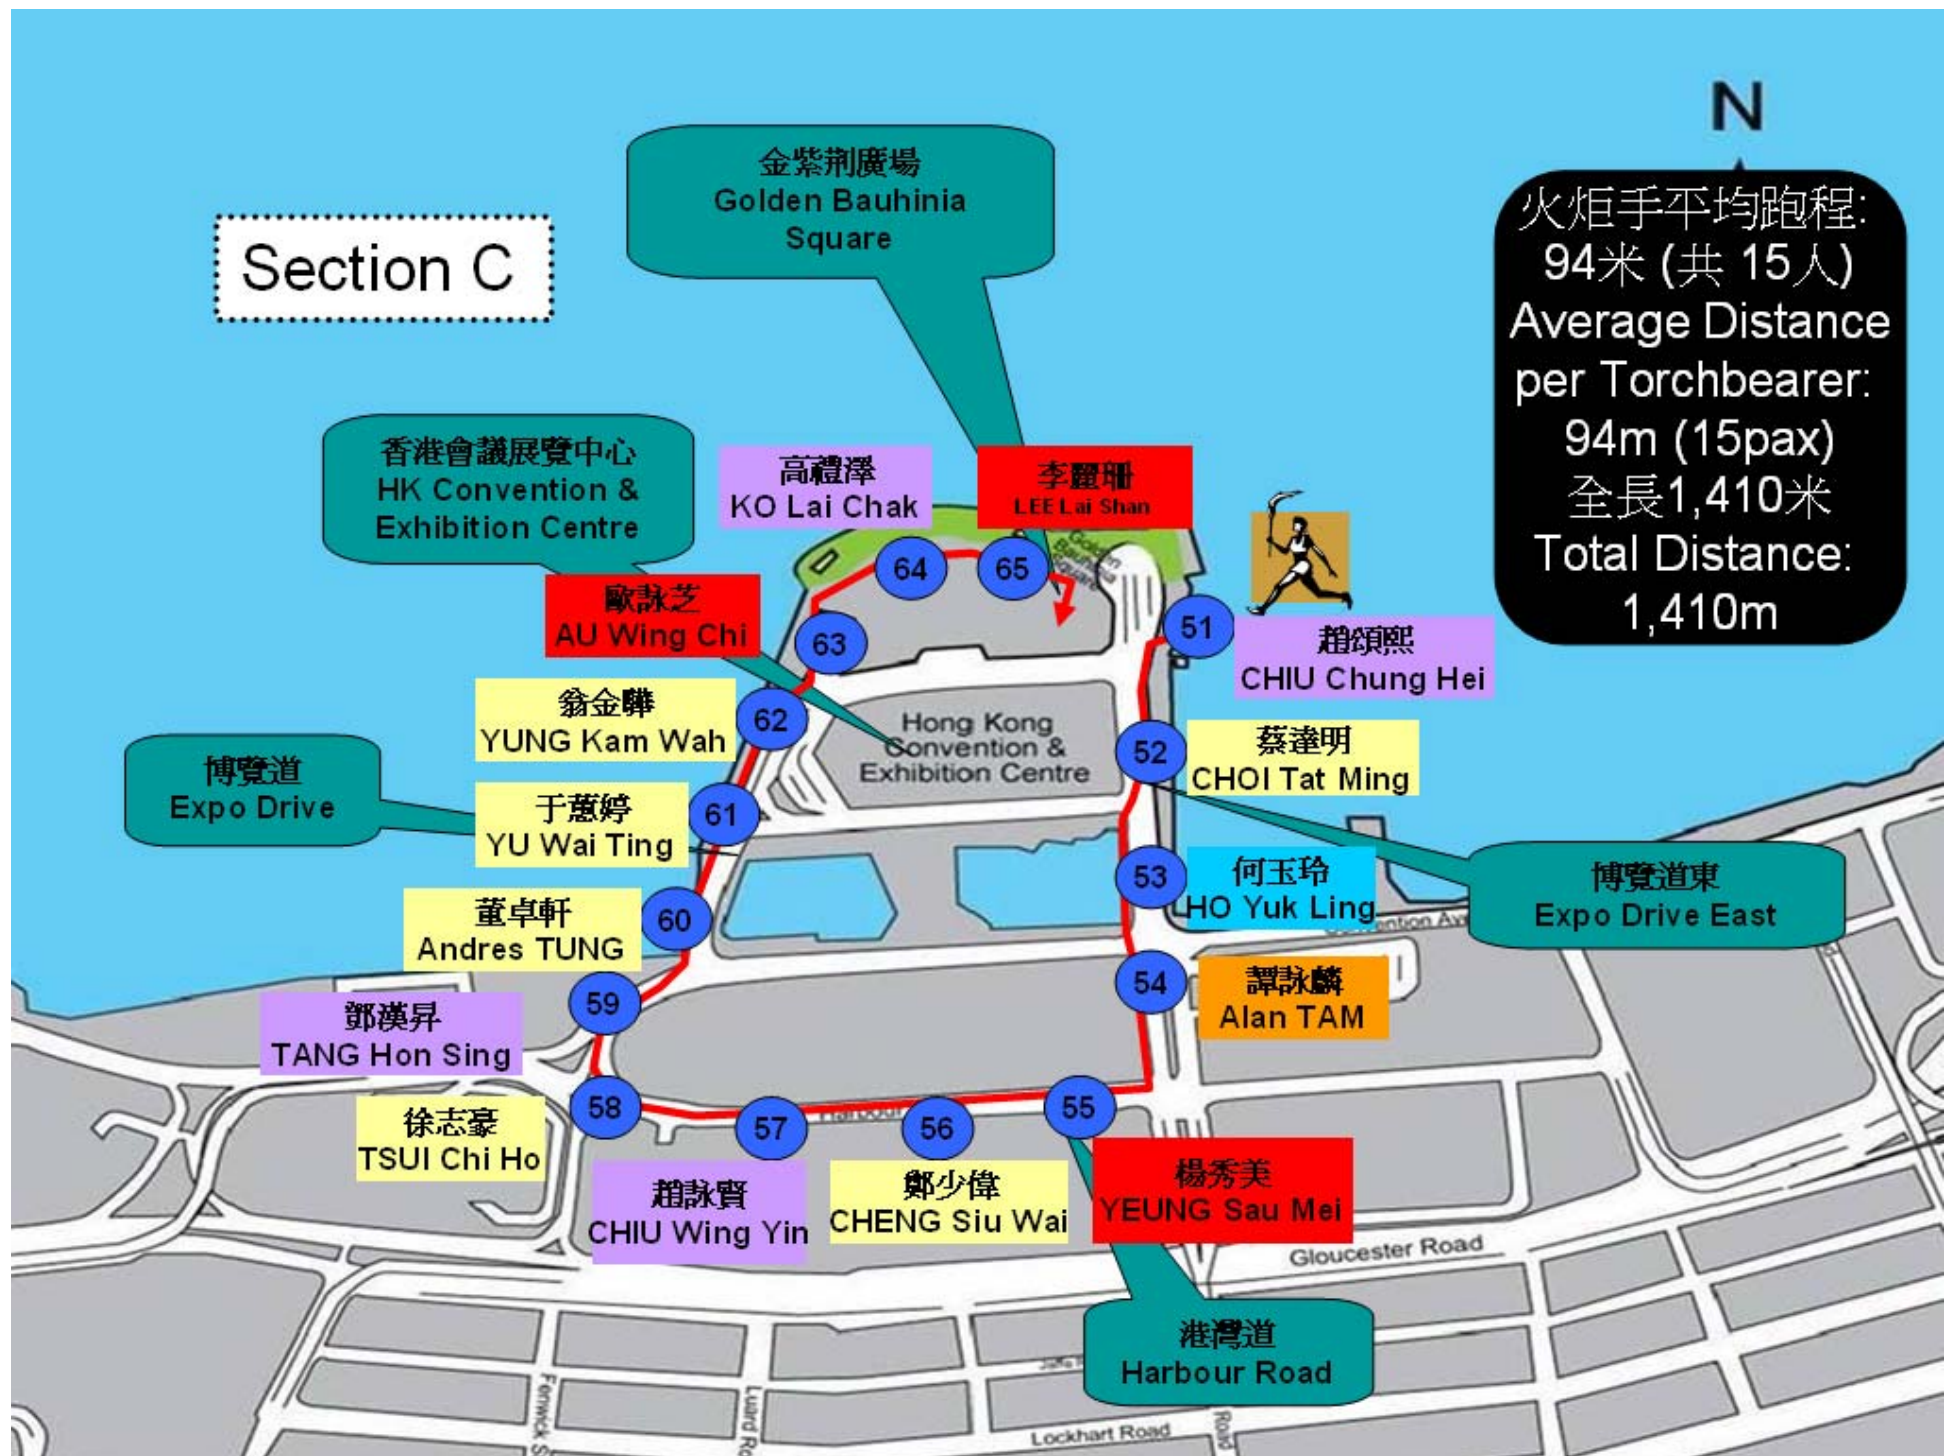 N
金紫荊廣場
Golden Bauhinia
Square
Section C
火炬手平均跑程:
94米 (共 15人)
Average Distance
per Torchbearer:
94m (15pax)
全長1,410米
Total Distance:
1,410m
香港會議展覽中心
HK Convention &
Exhibition Centre
高禮澤
KO Lai Chak
李麗珊
LEE Lai Shan
Golden
Bauhinia
Square
64
65
歐詠芝
AU Wing Chi
63
51
趙頌熙
CHIU Chung Hei
翁金驊
YUNG Kam Wah
62
Hong Kong
Convention &
Exhibition Centre
52
蔡達明
CHOI Tat Ming
博覽道
Expo Drive
于蕙婷
YU Wai Ting
61
53
何玉玲
HO Yuk Ling
博覽道東
Expo Drive East
董卓軒
Andres TUNG
60
54
譚詠麟
Alan TAM
鄧漢昇
TANG Hon Sing
59
徐志豪
TSUI Chi Ho
58
57
Harbour
56
55
趙詠賢
CHIU Wing Yin
鄭少偉
CHENG Siu Wai
楊秀美
YEUNG Sau Mei
Gloucester Road
港灣道
Harbour Road
Fenwick S
Luard Ro
Lockhart Road
Road